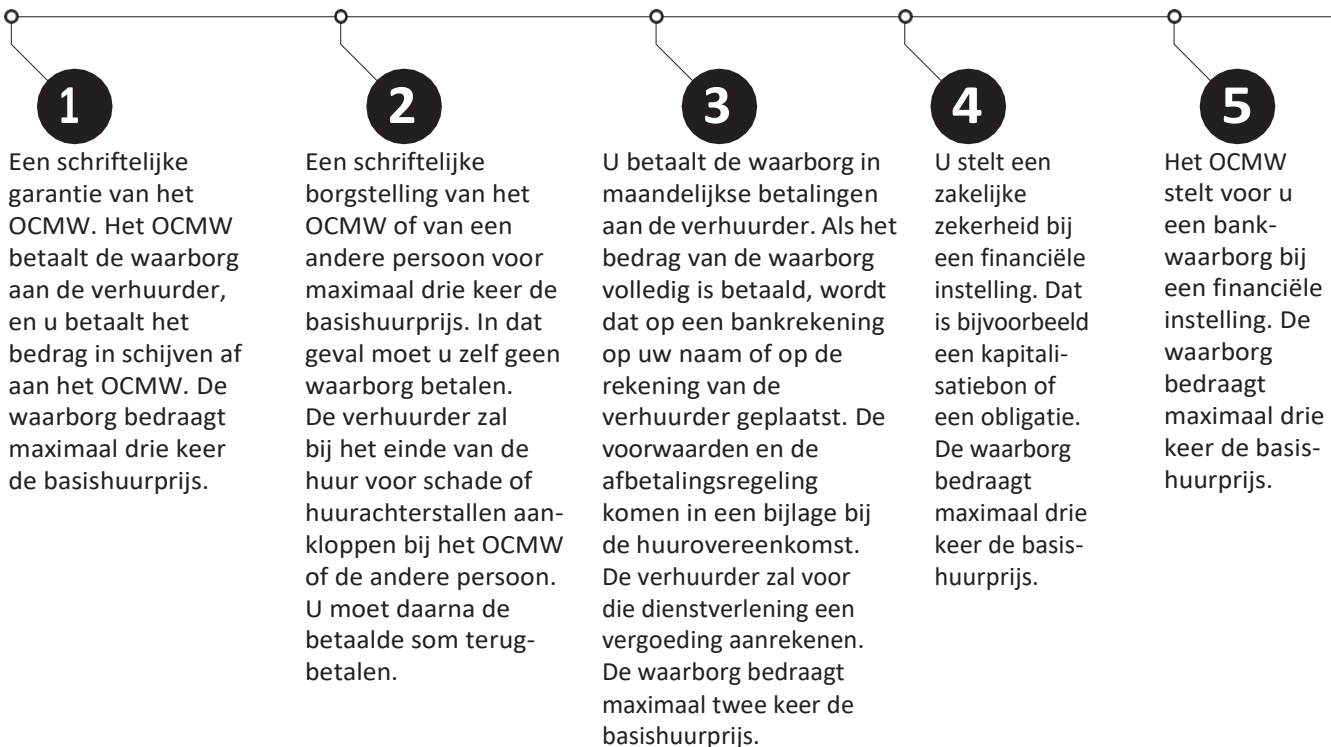 1
Een schriftelijke
garantie van het
OCMW. Het OCMW
betaalt de waarborg
aan de verhuurder,
en u betaalt het
bedrag in schijven af
aan het OCMW. De
waarborg bedraagt
maximaal drie keer
de basishuurprijs.
2
Een schriftelijke
borgstelling van het
OCMW of van een
andere persoon voor
maximaal drie keer de
basishuurprijs. In dat
geval moet u zelf geen
waarborg betalen.
De verhuurder zal
bij het einde van de
huur voor schade of
huurachterstallen aan-
kloppen bij het OCMW
of de andere persoon.
U moet daarna de
betaalde som terug-
betalen.
3
U betaalt de waarborg in
maandelijkse betalingen
aan de verhuurder. Als het
bedrag van de waarborg
volledig is betaald, wordt
dat op een bankrekening
op uw naam of op de
rekening van de
verhuurder geplaatst. De
voorwaarden en de
afbetalingsregeling
komen in een bijlage bij
de huurovereenkomst.
De verhuurder zal voor
die dienstverlening een
vergoeding aanrekenen.
De waarborg bedraagt
maximaal twee keer de
basishuurprijs.
4
U stelt een
zakelijke
zekerheid bij
een financiële
instelling. Dat
is bijvoorbeeld
een kapitali-
satiebon of
een obligatie.
De waarborg
bedraagt
maximaal drie
keer de basis-
huurprijs.
5
Het OCMW
stelt voor u
een bank-
waarborg bij
een financiële
instelling. De
waarborg
bedraagt
maximaal drie
keer de basis-
huurprijs.